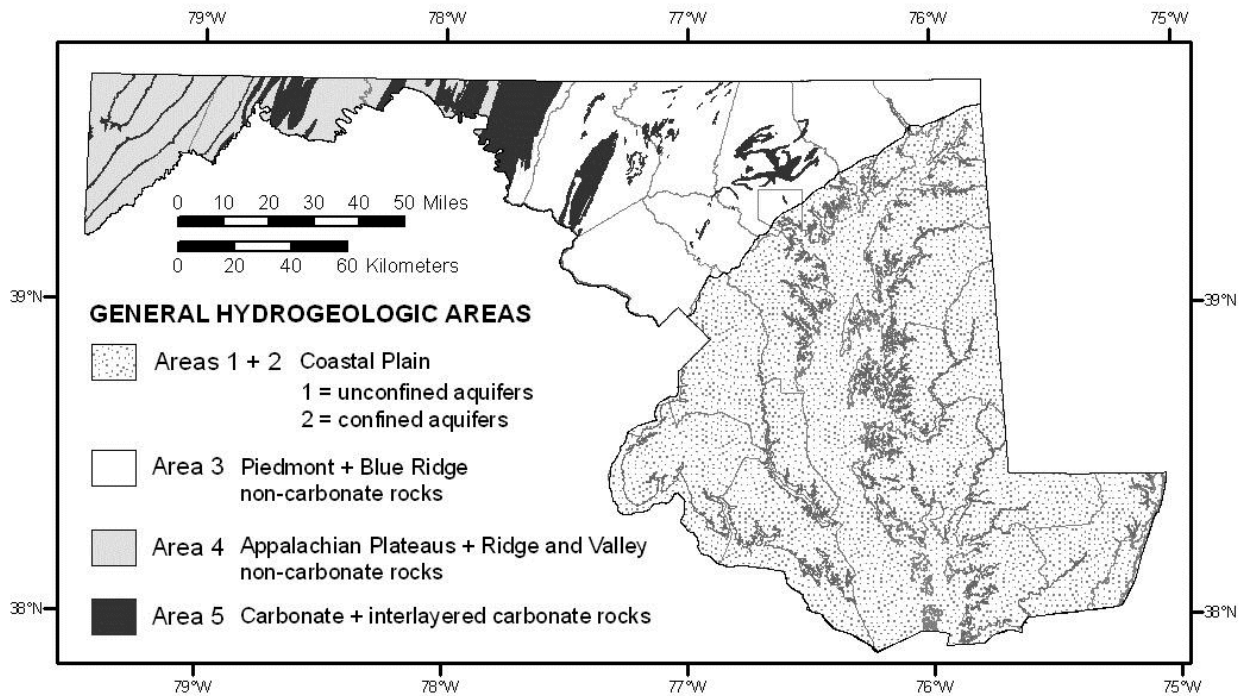 79°W 78°W 77°W 76°W 75°W
0 10 20 30 40 50 Miles
0 20 40 60 Kilometers
39°N 39°N
GENERAL HYDROGEOLOGIC AREAS
Areas 1 + 2 Coastal Plain
1 = unconfined aquifers
2 = confined aquifers
Area 3 Piedmont + Blue Ridge
non-carbonate rocks
Area 4 Appalachian Plateaus + Ridge and Valley
non-carbonate rocks
38°N 38°N
Area 5 Carbonate + interlayered carbonate rocks
79°W 78°W 77°W 76°W 75°W